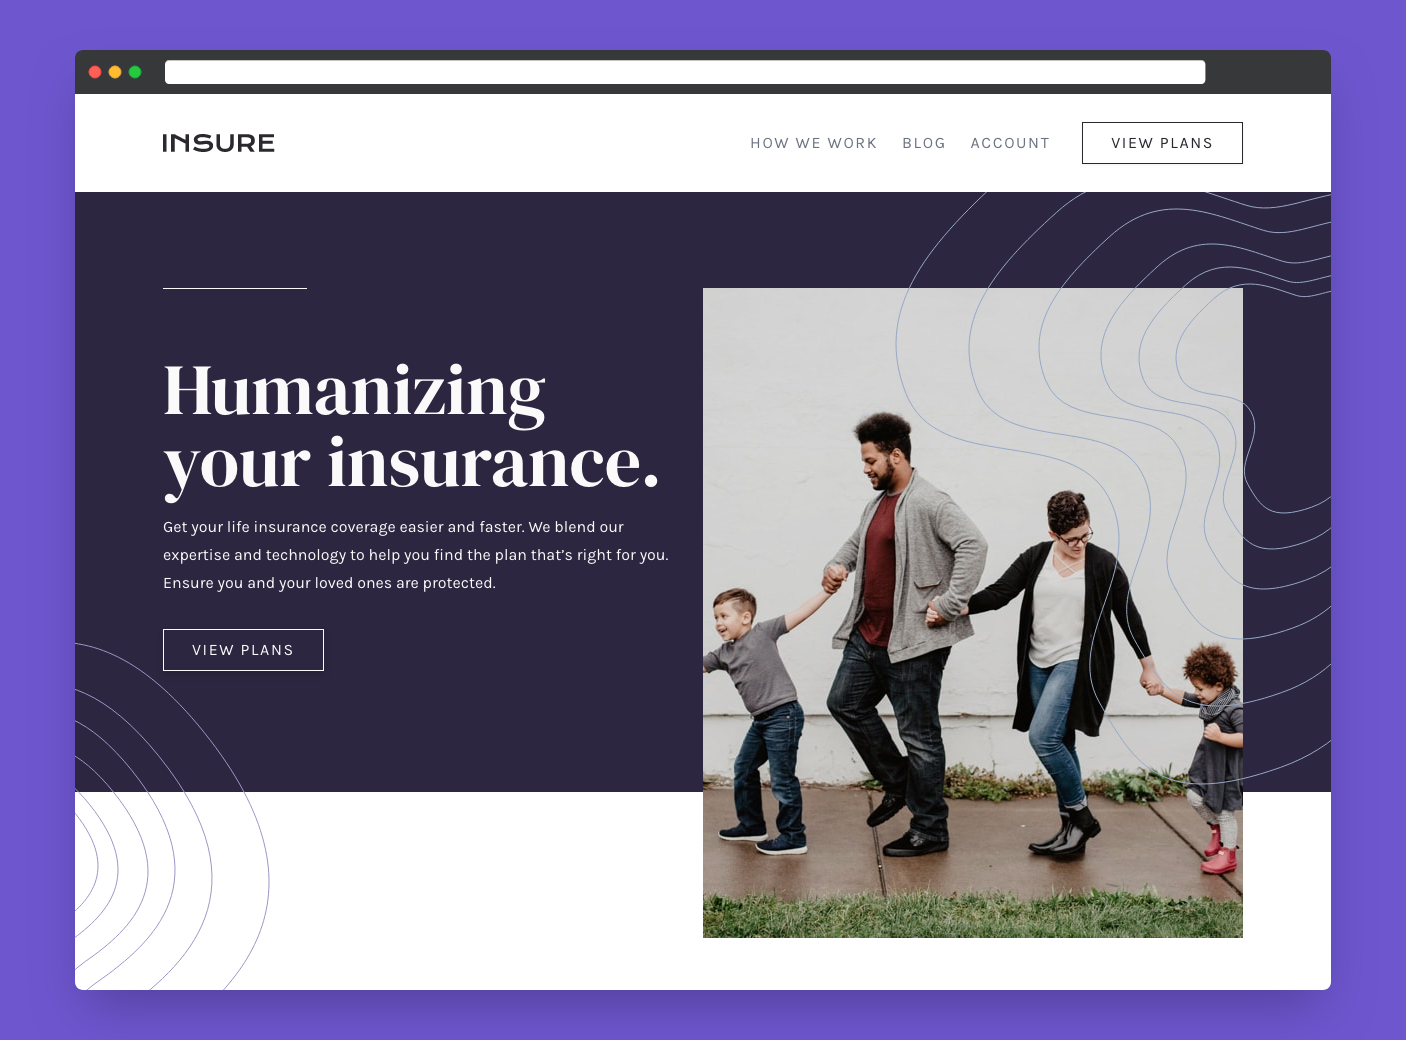 INSURE
HOW WE WORK BLOG ACCOUNT VIEW PLANS
Humanizing
your insurance.
Get your life insurance coverage easier and faster. We blend our
expertise and technology to help you find the plan that’s right for you.
Ensure you and your loved ones are protected.
VIEW PLANS